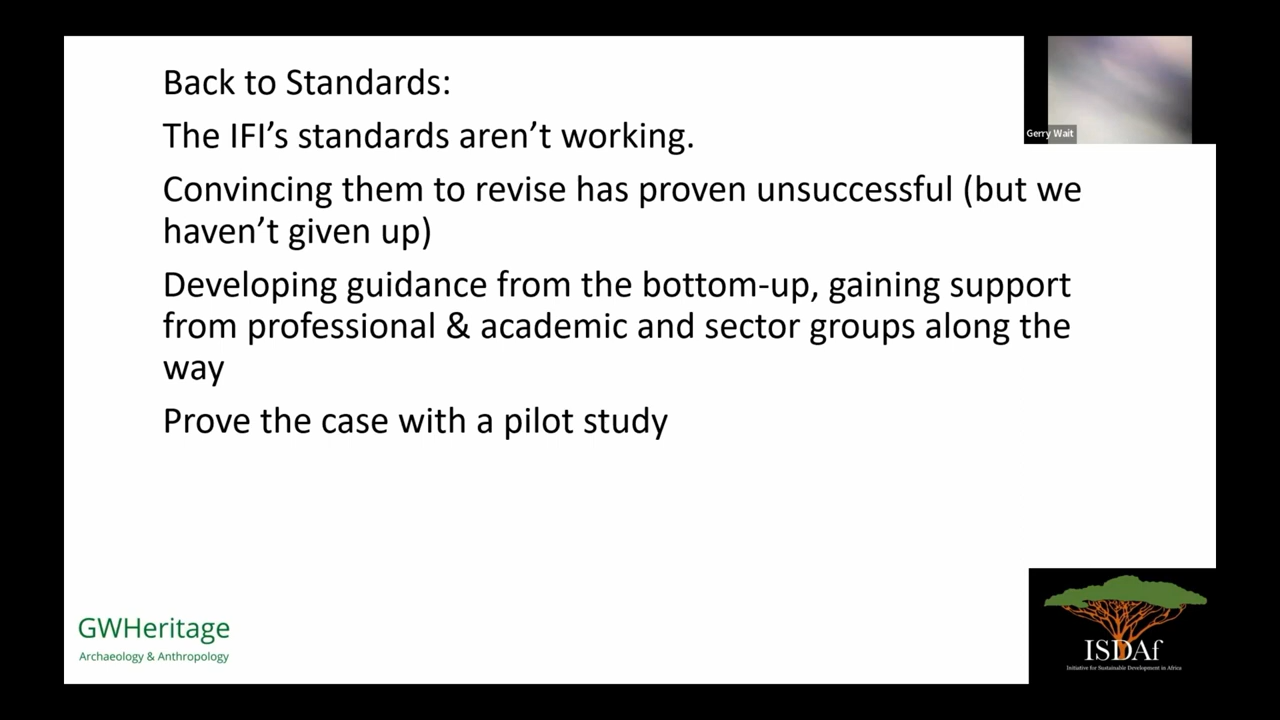 Back to Standards:
The IFI’s standards aren’t working.
Convincing them to revise has proven unsuccessful (but we
haven’t given up)
Developing guidance from the bottom-up, gaining support
from professional & academic and sector groups along the
way
Prove the case with a pilot study
Gerry Wait
GWHeritage
Archaeology & Anthropology
ISDAf
Initiative for Sustainable Development in Africa